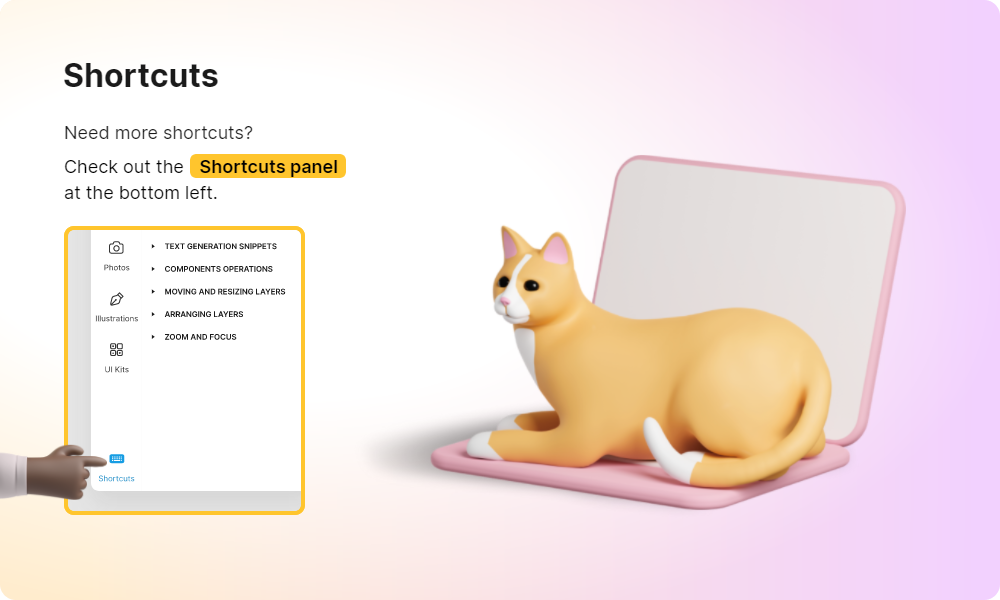 Shortcuts
Need more shortcuts?
Check out the Shortcuts panel
at the bottom left.
Photos
Illustrations
UI Kits
Shortcuts
TEXT GENERATION SNIPPETS
COMPONENTS OPERATIONS
MOVING AND RESIZING LAYERS
ARRANGING LAYERS
ZOOM AND FOCUS